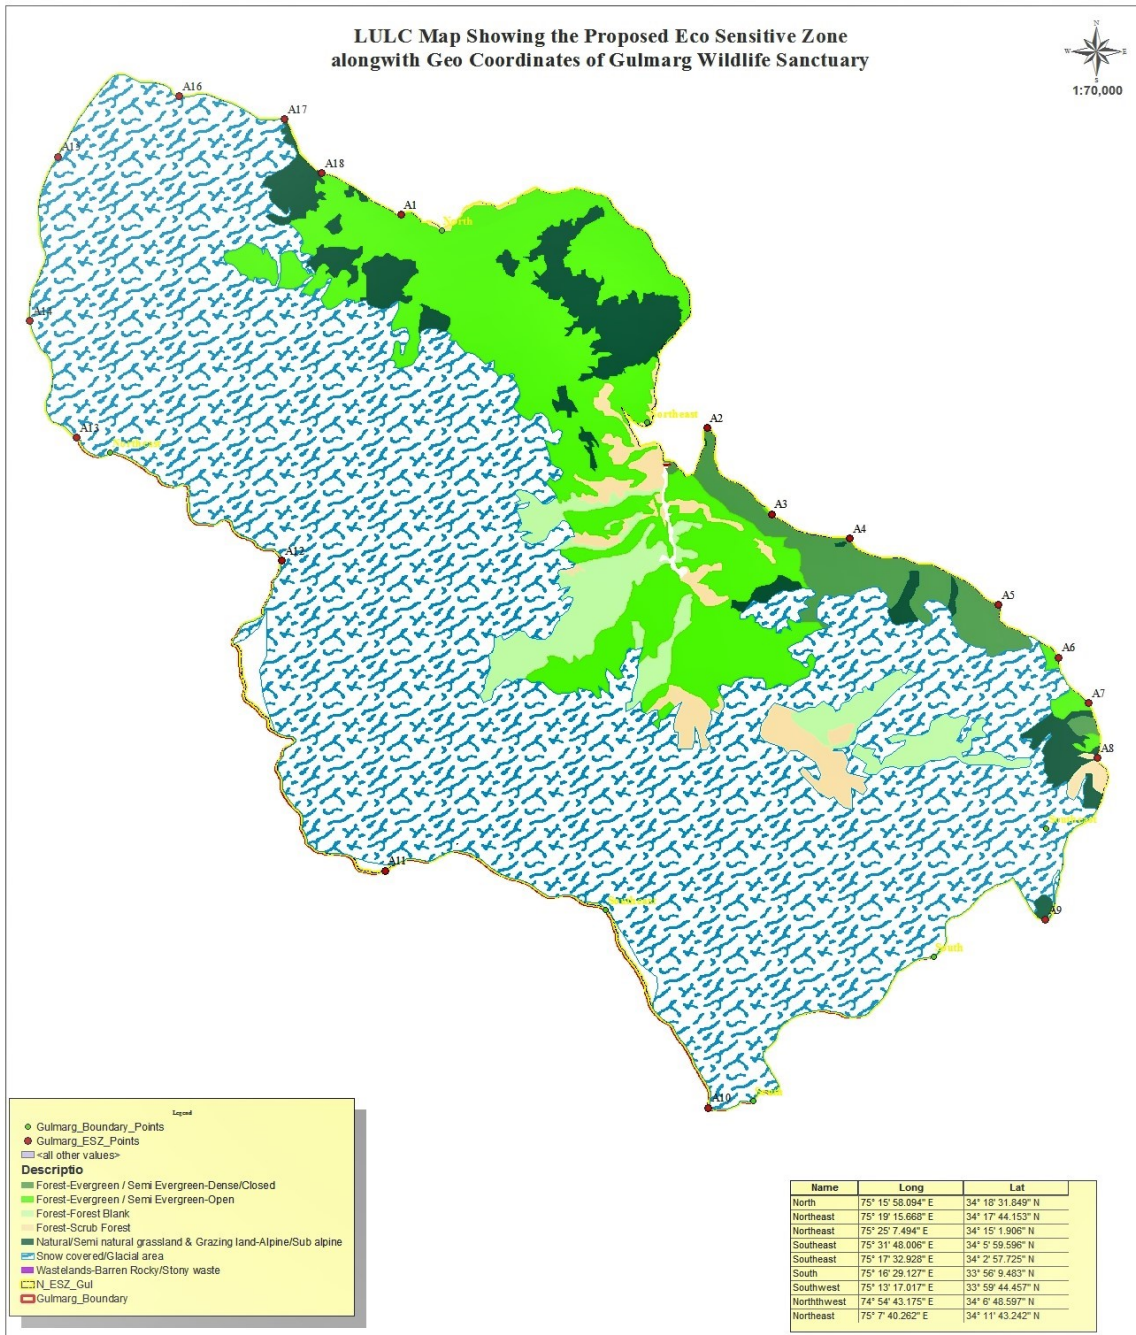 LULC Map Showing the Proposed Eco Sensitive Zone
alongwith Geo Coordinates of Gulmarg Wildlife Sanctuary
N
W E
S
1:70,000
A16
A17
A15
A18
A1
North
A14
Northeast
A2
A13
A3
A4
A12
A5
A6
A7
A8
A11
A9
South
A10
Legend
Gulmarg_Boundary_Points
Gulmarg_ESZ_Points
<all other values>
Descriptio
Forest-Evergreen / Semi Evergreen-Dense/Closed
Forest-Evergreen / Semi Evergreen-Open
Forest-Forest Blank
Forest-Scrub Forest
Natural/Semi natural grassland & Grazing land-Alpine/Sub alpine
Snow covered/Glacial area
Wastelands-Barren Rocky/Stony waste
N_ESZ_Gul
Gulmarg_Boundary
Name Long Lat
North 75° 15' 58.094" E 34° 18' 31.849" N
Northeast 75° 19' 15.668" E 34° 17' 44.153" N
Northeast 75° 25' 7.494" E 34° 15' 1.906" N
Southeast 75° 31' 48.006" E 34° 5' 59.596" N
Southeast 75° 17' 32.928" E 34° 2' 57.725" N
South 75° 16' 29.127" E 33° 56' 9.483" N
Southwest 75° 13' 17.017" E 33° 59' 44.457" N
Norththwest 74° 54' 43.175" E 34° 6' 48.597" N
Northeast 75° 7' 40.262" E 34° 11' 43.242" N